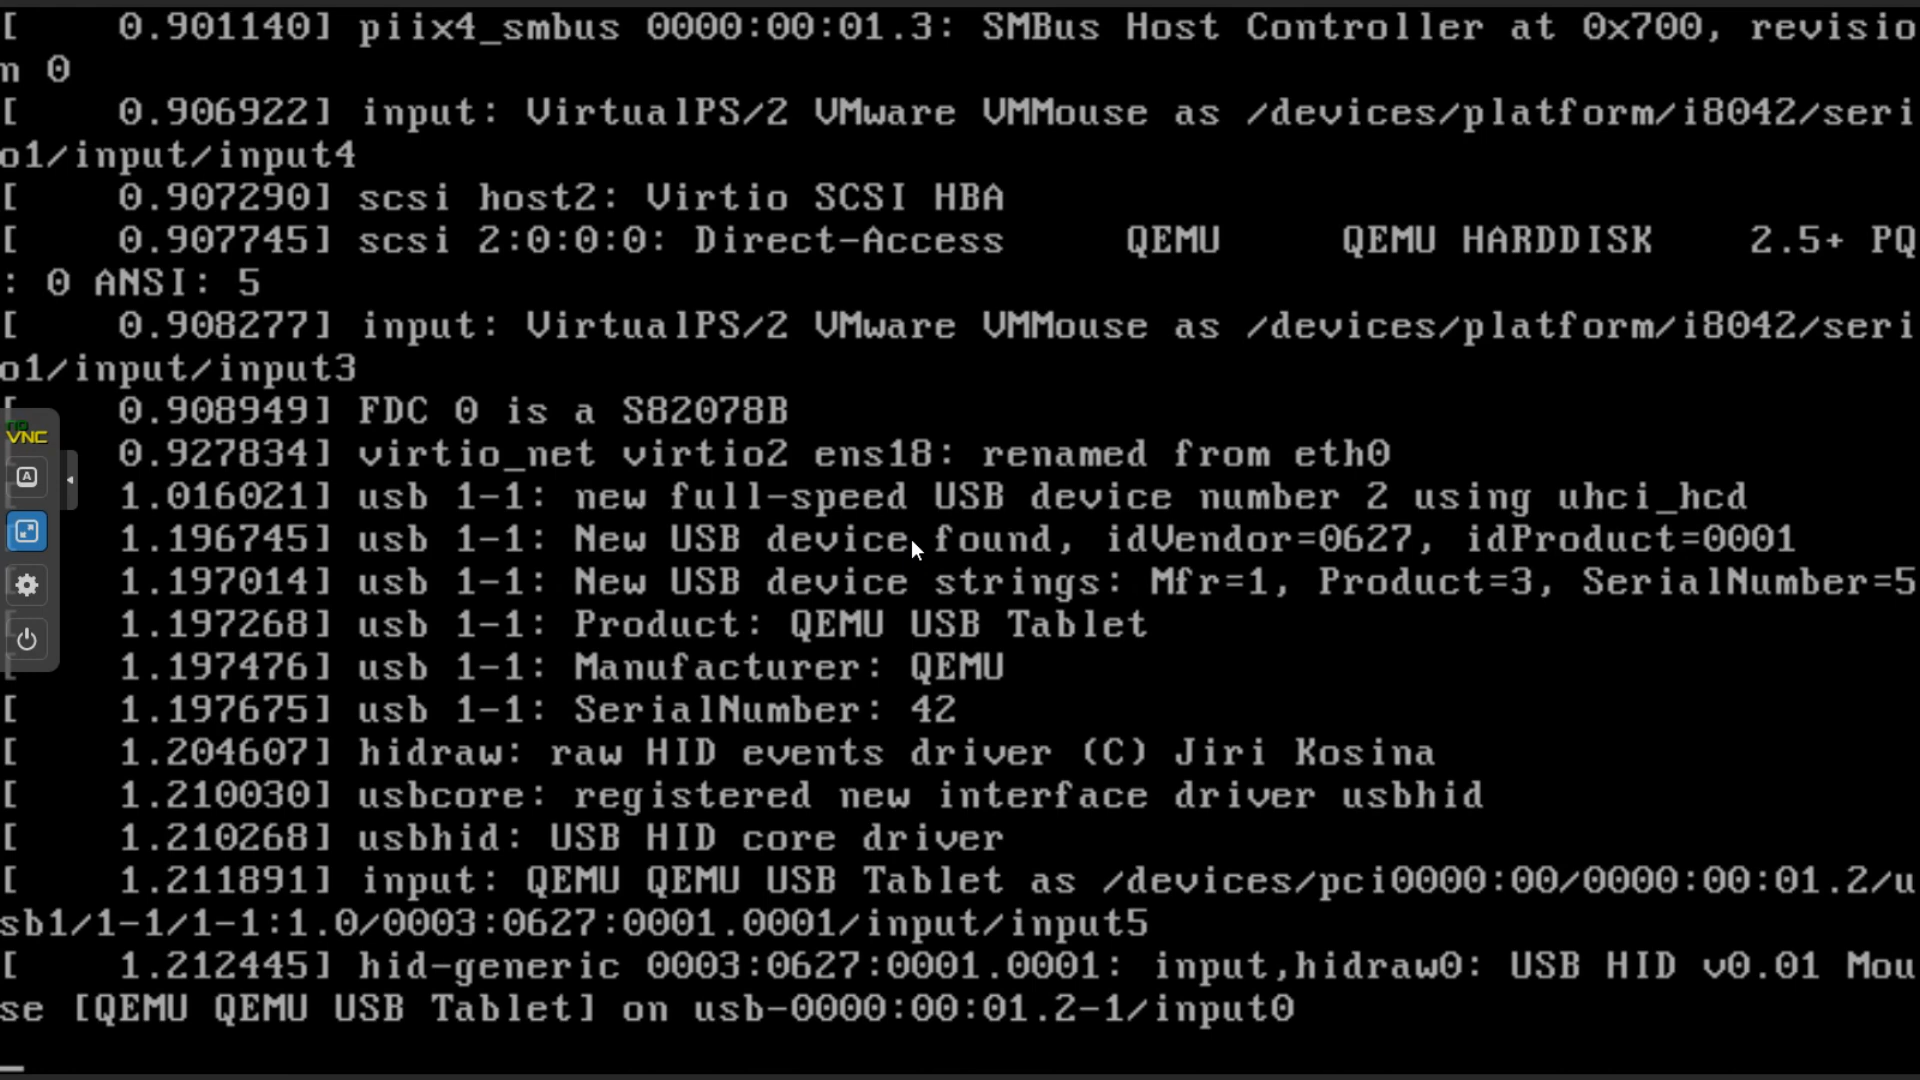 [    0.901140] piix4_smbus 0000:00:01.3: SMBus Host Controller at 0x700, revisio
n 0
[    0.906922] input: VirtualPS/2 VMware VMMouse as /devices/platform/i8042/seri
o1/input/input4
[    0.907290] scsi host2: Virtio SCSI HBA
[    0.907745] scsi 2:0:0:0: Direct-Access     QEMU     QEMU HARDDISK    2.5+ PQ
: 0 ANSI: 5
[    0.908277] input: VirtualPS/2 VMware VMMouse as /devices/platform/i8042/seri
o1/input/input3
[    0.908949] FDC 0 is a S82078B
[    0.927834] virtio_net virtio2 ens18: renamed from eth0
[    1.016021] usb 1-1: new full-speed USB device number 2 using uhci_hcd
[    1.196745] usb 1-1: New USB device found, idVendor=0627, idProduct=0001
[    1.197014] usb 1-1: New USB device strings: Mfr=1, Product=3, SerialNumber=5
[    1.197268] usb 1-1: Product: QEMU USB Tablet
[    1.197476] usb 1-1: Manufacturer: QEMU
[    1.197675] usb 1-1: SerialNumber: 42
[    1.204607] hidraw: raw HID events driver (C) Jiri Kosina
[    1.210030] usbcore: registered new interface driver usbhid
[    1.210268] usbhid: USB HID core driver
[    1.211891] input: QEMU QEMU USB Tablet as /devices/pci0000:00/0000:00:01.2/u
sb1/1-1/1-1:1.0/0003:0627:0001.0001/input/input5
[    1.212445] hid-generic 0003:0627:0001.0001: input,hidraw0: USB HID v0.01 Mou
se [QEMU QEMU USB Tablet] on usb-0000:00:01.2-1/input0
_
no
VNC
A